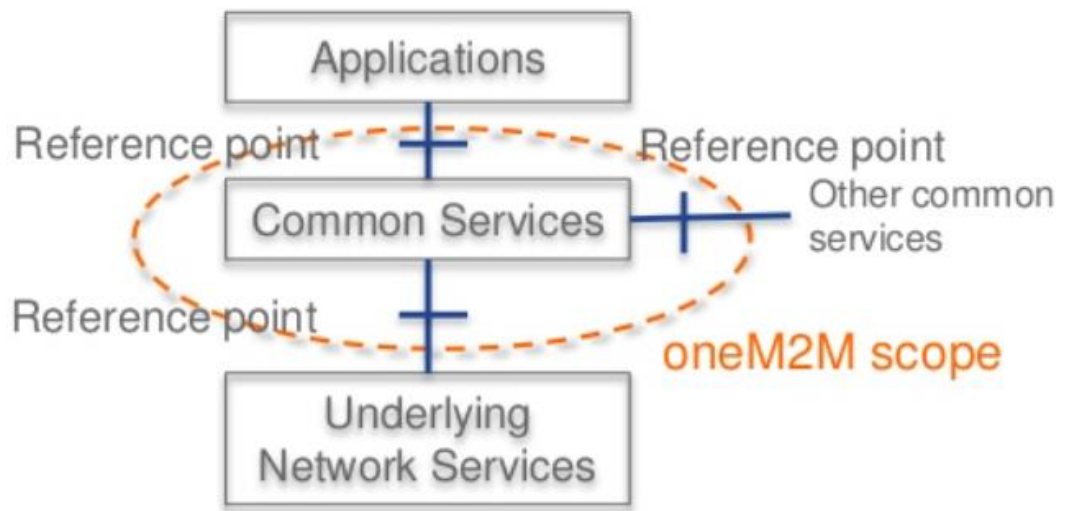 Applications
Reference point
Reference point
Common Services
Other common
services
Reference point
oneM2M scope
Underlying
Network Services